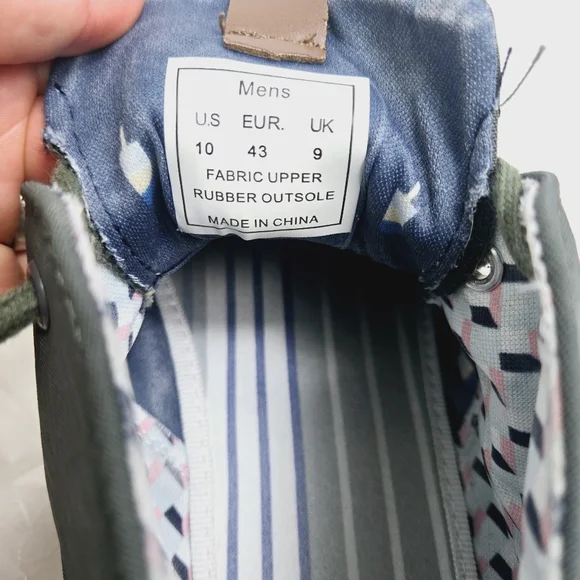 Mens
U.S EUR. UK
10 43 9
FABRIC UPPER
RUBBER OUTSOLE
MADE IN CHINA